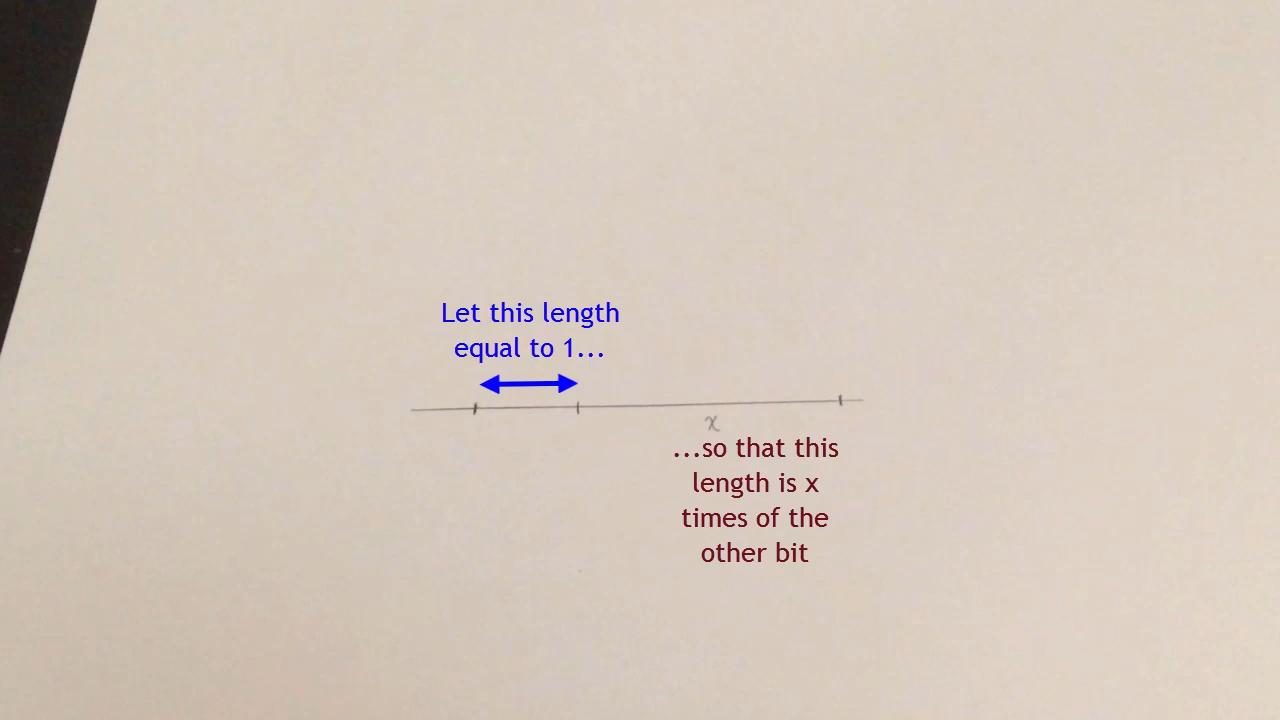 Let this length
equal to 1...
x
...so that this
length is x
times of the
other bit